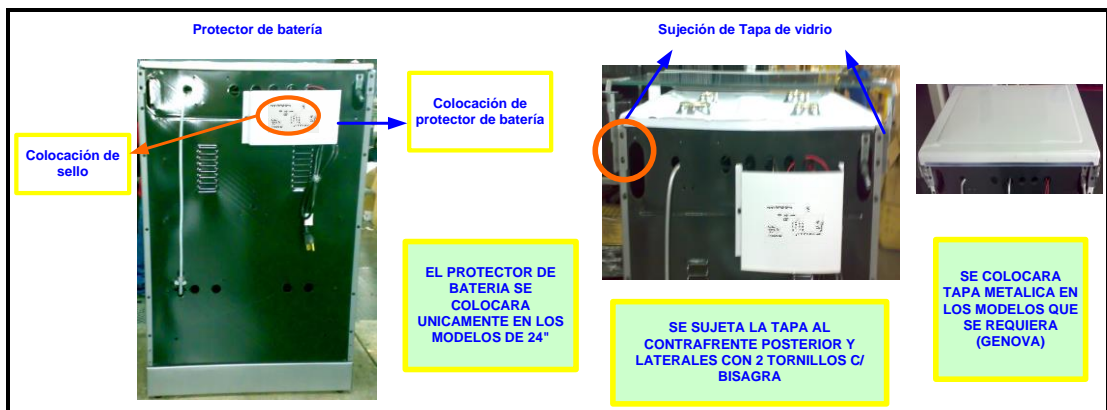 Protector de batería
Sujeción de Tapa de vidrio
Colocación de
protector de batería
Colocación de
sello
EL PROTECTOR DE
BATERIA SE
COLOCARA
UNICAMENTE EN LOS
MODELOS DE 24"
SE SUJETA LA TAPA AL
CONTRAFRENTE POSTERIOR Y
LATERALES CON 2 TORNILLOS C/
BISAGRA
SE COLOCARA
TAPA METALICA EN
LOS MODELOS QUE
SE REQUIERA
(GENOVA)